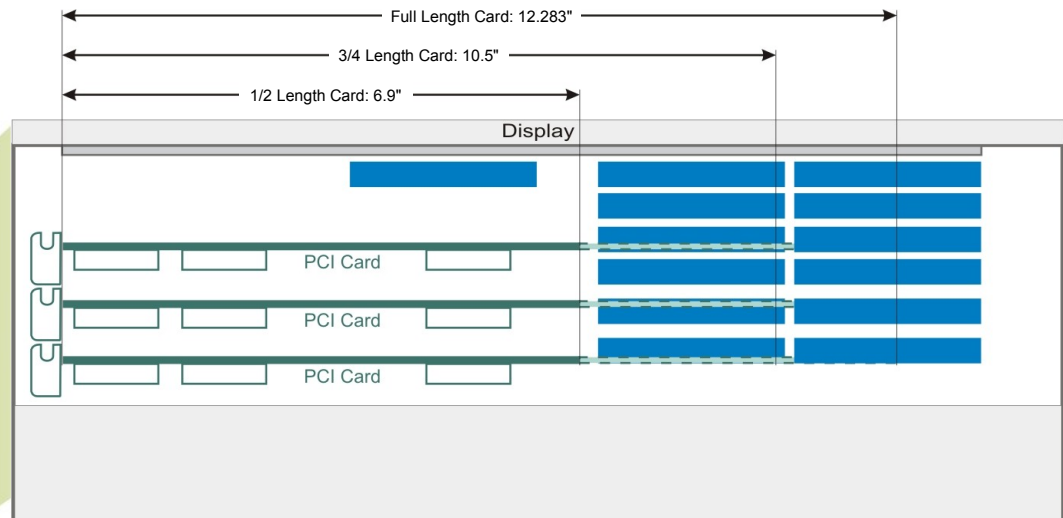 Full Length Card: 12.283"
3/4 Length Card: 10.5"
1/2 Length Card: 6.9"
Display
PCI Card
PCI Card
PCI Card